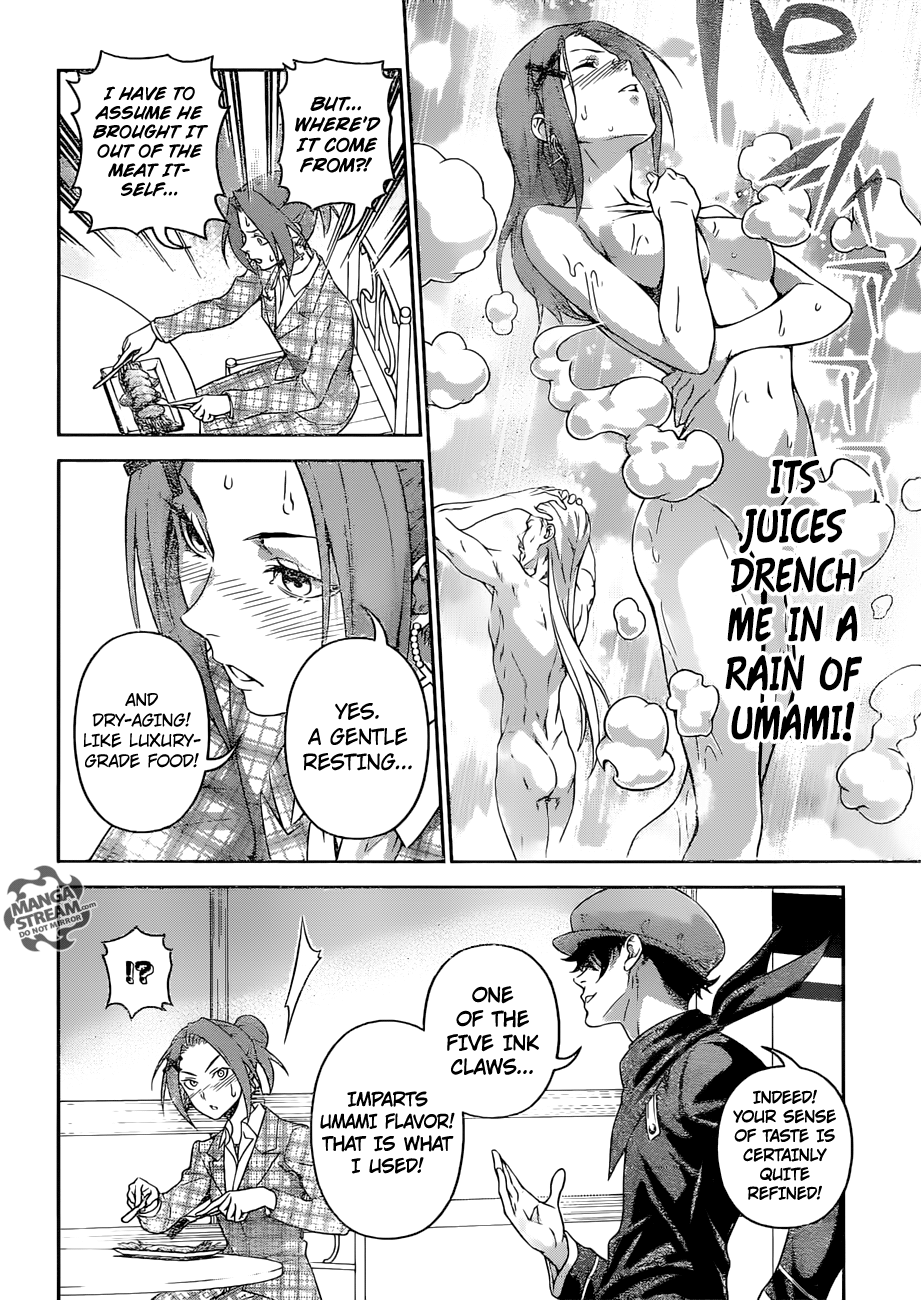 ITS
JUICES
DRENCH
ME IN A
RAIN OF
UMAMI!
BUT...
WHERE'D
IT COME
FROM?!
I HAVE TO
ASSUME HE
BROUGHT IT
OUT OF THE
MEAT IT-
SELF...
YES.
A GENTLE
RESTING...
AND
DRY-AGING!
LIKE LUXURY-
GRADE FOOD!
MANGA
STREAM.com
DO NOT MIRROR
INDEED!
YOUR SENSE
OF TASTE IS
CERTAINLY
QUITE
REFINED!
ONE
OF THE
FIVE INK
CLAWS...
IMPARTS
UMAMI FLAVOR!
THAT IS WHAT
I USED!
!?